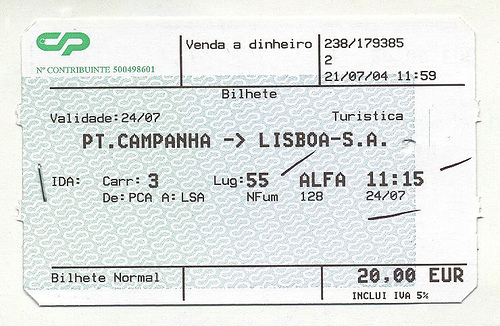 CP
Nº CONTRIBUINTE 500498601
Venda a dinheiro
238/179385
2
21/07/04 11:59
Bilhete
Validade:24/07 Turistica
PT.CAMPANHA -> LISBOA-S.A.
IDA: Carr: 3 Lug:55 ALFA 11:15
De: PCA A: LSA NFum 128 24/07
Bilhete Normal 20,00 EUR
INCLUI IVA 5%